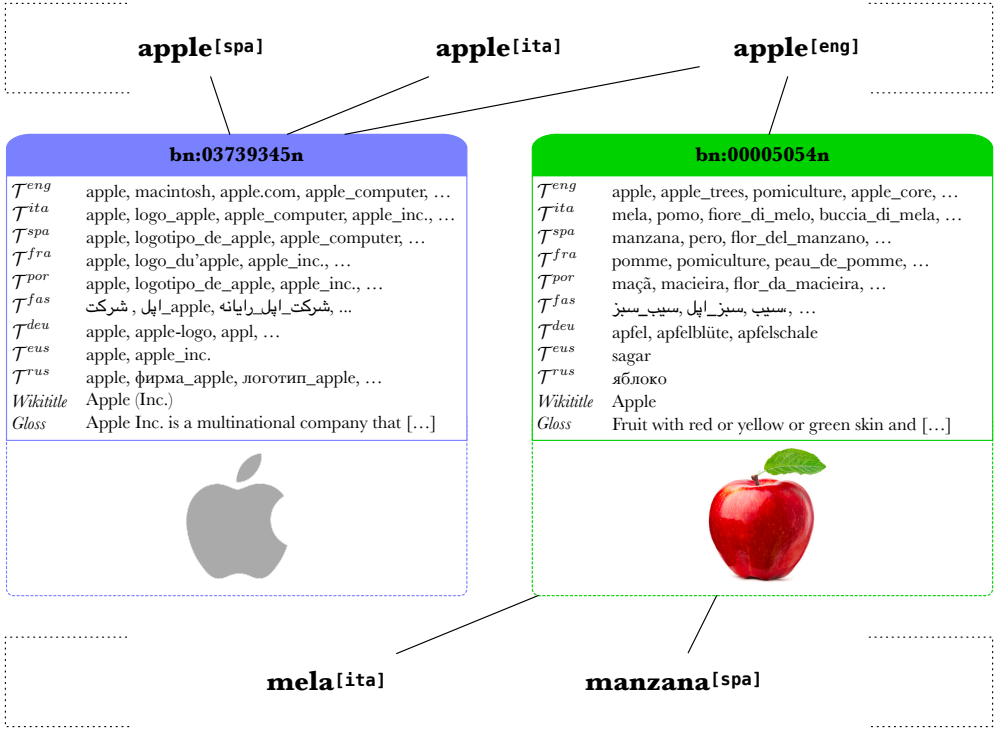 apple[spa] apple[ita] apple[eng]
bn:03739345n
𝒯^eng apple, macintosh, apple.com, apple_computer, …
𝒯^ita apple, logo_apple, apple_computer, apple_inc., …
𝒯^spa apple, logotipo_de_apple, apple_computer, …
𝒯^fra apple, logo_du'apple, apple_inc., …
𝒯^por apple, logotipo_de_apple, apple_inc., …
𝒯^fas شرکت_اپل_رایانه, apple_اپل , شرکت, ...
𝒯^deu apple, apple-logo, appl, …
𝒯^eus apple, apple_inc.
𝒯^rus apple, фирма_apple, логотип_apple, …
Wikititle Apple (Inc.)
Gloss Apple Inc. is a multinational company that […]
bn:00005054n
𝒯^eng apple, apple_trees, pomiculture, apple_core, …
𝒯^ita mela, pomo, fiore_di_melo, buccia_di_mela, …
𝒯^spa manzana, pero, flor_del_manzano, …
𝒯^fra pomme, pomiculture, peau_de_pomme, …
𝒯^por maçã, macieira, flor_da_macieira, …
𝒯^fas سیب, سبز_اپل, سیب_سبز, …
𝒯^deu apfel, apfelblüte, apfelschale
𝒯^eus sagar
𝒯^rus яблоко
Wikititle Apple
Gloss Fruit with red or yellow or green skin and […]
mela[ita] manzana[spa]